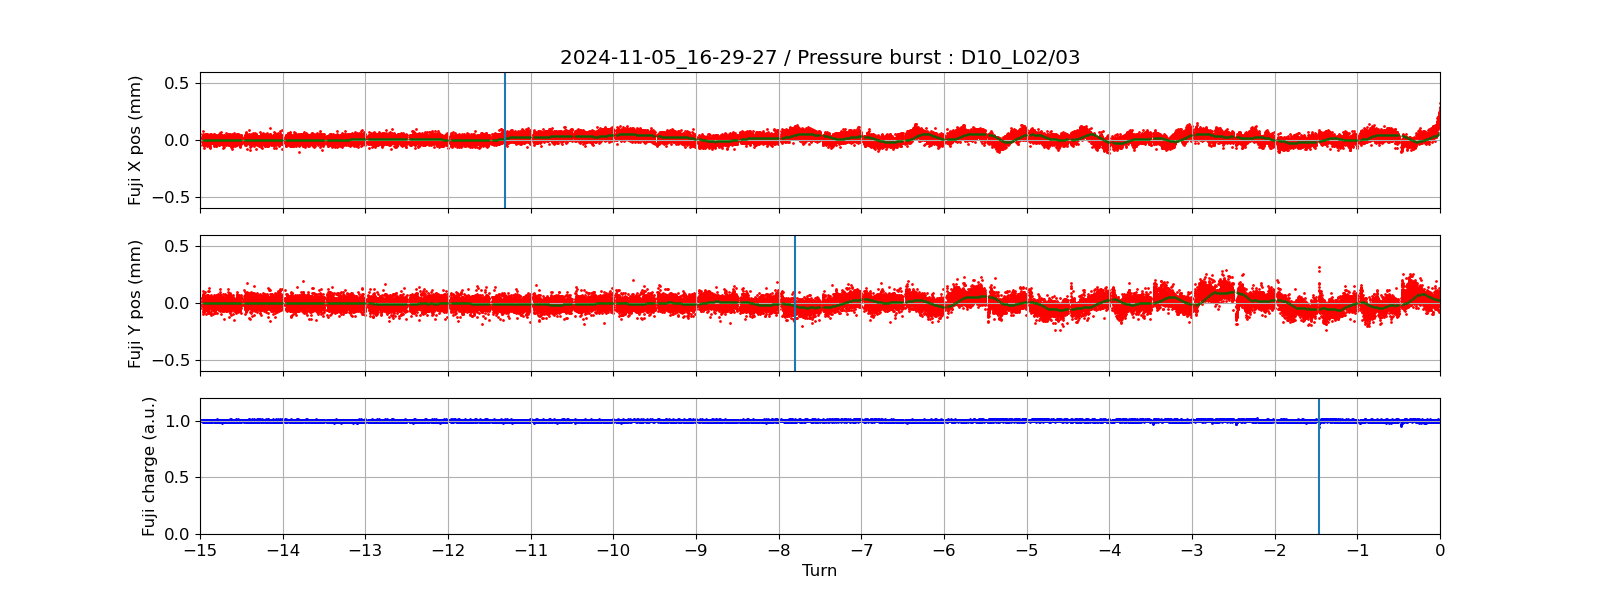 2024-11-05_16-29-27 / Pressure burst : D10_L02/03
Fuji X pos (mm)
0.5
0.0
−0.5
Fuji Y pos (mm)
0.5
0.0
−0.5
Fuji charge (a.u.)
1.0
0.5
0.0
−15 −14 −13 −12 −11 −10 −9 −8 −7 −6 −5 −4 −3 −2 −1 0
Turn